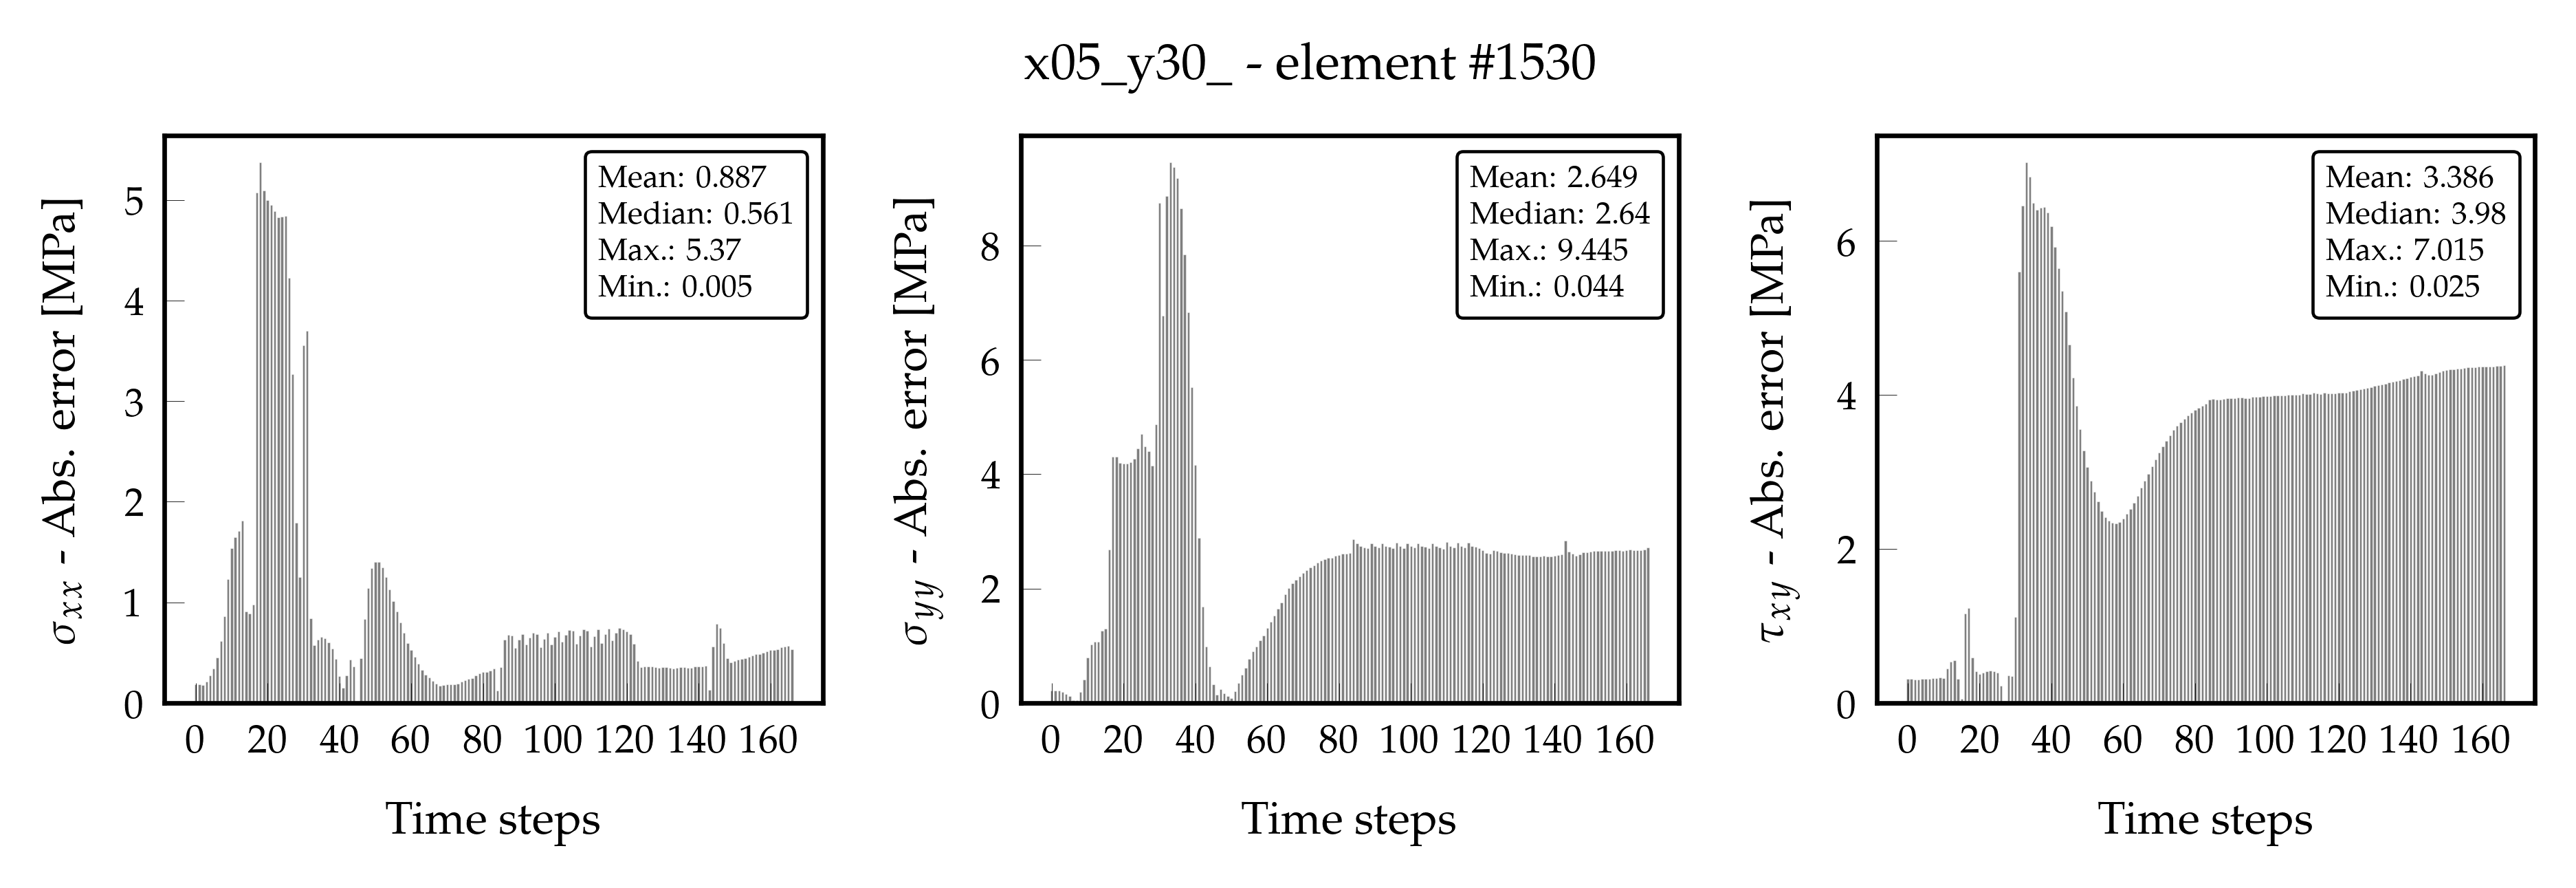 x05_y30_ - element #1530
σxx - Abs. error [MPa]
5
4
3
2
1
0
Mean: 0.887
Median: 0.561
Max.: 5.37
Min.: 0.005
0 20 40 60 80 100 120 140 160
Time steps
σyy - Abs. error [MPa]
8
6
4
2
0
Mean: 2.649
Median: 2.64
Max.: 9.445
Min.: 0.044
0 20 40 60 80 100 120 140 160
Time steps
τxy - Abs. error [MPa]
6
4
2
0
Mean: 3.386
Median: 3.98
Max.: 7.015
Min.: 0.025
0 20 40 60 80 100 120 140 160
Time steps